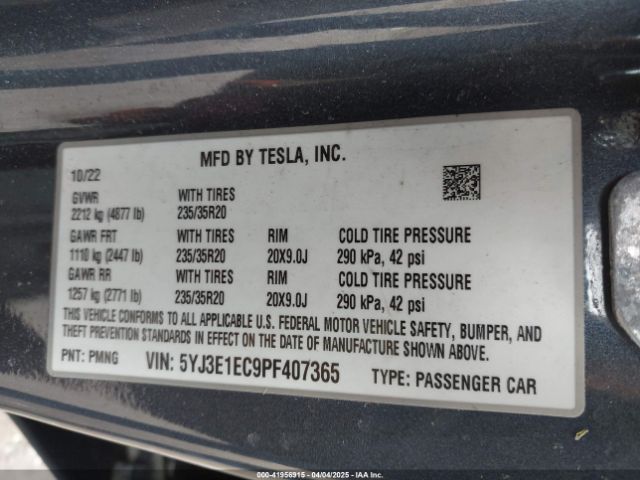 MFD BY TESLA, INC.
10/22
GVWR WITH TIRES
2212 kg (4877 lb) 235/35R20
GAWR FRT WITH TIRES RIM COLD TIRE PRESSURE
1110 kg (2447 lb) 235/35R20 20X9.0J 290 kPa, 42 psi
GAWR RR WITH TIRES RIM COLD TIRE PRESSURE
1257 kg (2771 lb) 235/35R20 20X9.0J 290 kPa, 42 psi
THIS VEHICLE CONFORMS TO ALL APPLICABLE U.S. FEDERAL MOTOR VEHICLE SAFETY, BUMPER, AND
THEFT PREVENTION STANDARDS IN EFFECT ON THE DATE OF MANUFACTURE SHOWN ABOVE.
PNT: PMNG VIN: 5YJ3E1EC9PF407365 TYPE: PASSENGER CAR
000-41956915 - 04/04/2025 - IAA Inc.